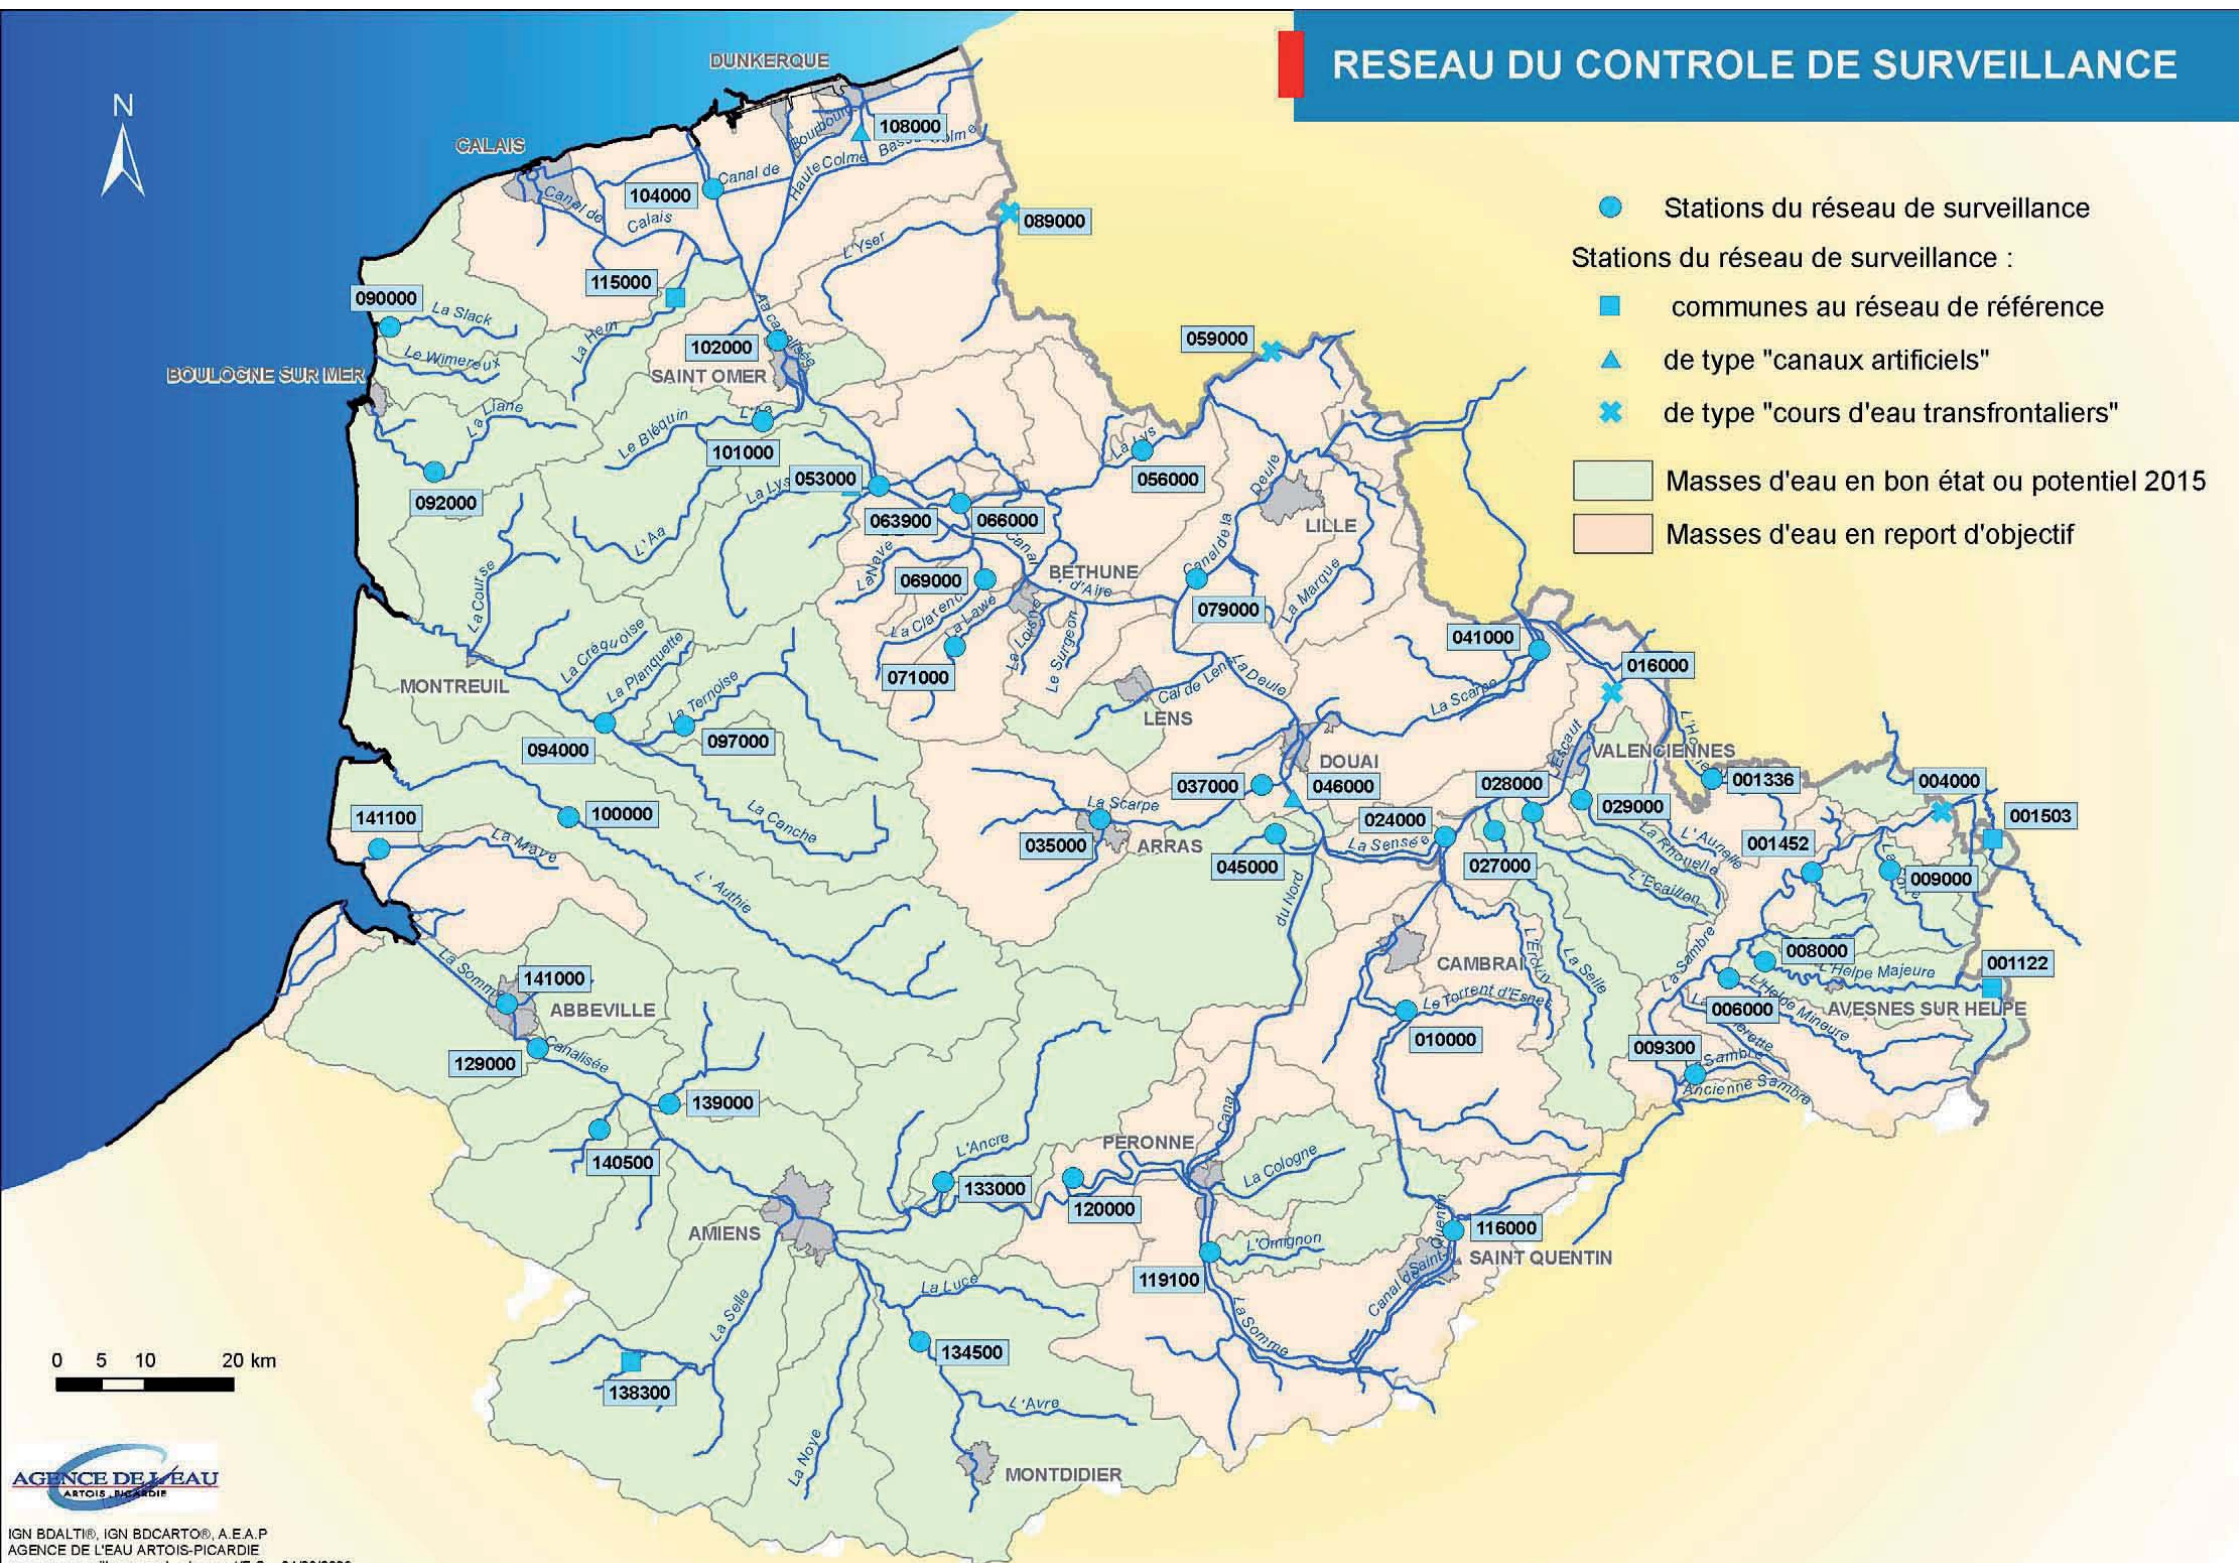 RESEAU DU CONTROLE DE SURVEILLANCE
N
DUNKERQUE
CALAIS
108000
Bourbourg
Haute Colme
Canal de
104000
Canal de
Calais
089000
Stations du réseau de surveillance
Stations du réseau de surveillance :
communes au réseau de référence
de type "canaux artificiels"
de type "cours d'eau transfrontaliers"
Masses d'eau en bon état ou potentiel 2015
Masses d'eau en report d'objectif
L'Yser
115000
090000
La Slack
La Hem
Aa canalisée
059000
102000
Le Wimereux
BOULOGNE SUR MER
SAINT OMER
La Liane
Le Bléquin
L'Aa
101000
La Lys
053000
La Lys
056000
092000
063900
066000
Deule
LILLE
L'Aa
Canal
Canal de la
La Nave
069000
BETHUNE
d'Aire
079000
La Marque
La Course
La Clarence
La Lawe
La Loisne
Le Surgeon
071000
041000
016000
La Créquoise
La Planquette
MONTREUIL
La Ternoise
Cal de Lens
La Deule
LENS
La Scarpe
094000
097000
DOUAI
L'Escaut
VALENCIENNES
037000
046000
028000
029000
001336
004000
001503
141100
100000
La Canche
La Scarpe
035000
ARRAS
024000
La Sensée
045000
027000
La Rhonelle
L'Aunelle
001452
009000
La Maye
L'Authie
L'Ecaillon
du Nord
CAMBRAI
L'Erclin
La Selle
La Sambre
008000
L'Helpe Majeure
001122
La Somme
141000
ABBEVILLE
Le Torrent d'Esnes
010000
006000
L'Helpe Mineure
AVESNES SUR HELPE
129000
Canalisée
009300
Sambre
Ancienne Sambre
139000
140500
L'Ancre
PERONNE
Canal
La Cologne
133000
120000
AMIENS
L'Omignon
116000
SAINT QUENTIN
Canal de Saint-Quentin
119100
La Luce
La Selle
La Somme
134500
0 5 10 20 km
138300
L'Avre
La Noye
MONTDIDIER
AGENCE DE L'EAU
ARTOIS . PICARDIE
IGN BDALTI®, IGN BDCARTO®, A.E.A.P
AGENCE DE L'EAU ARTOIS-PICARDIE